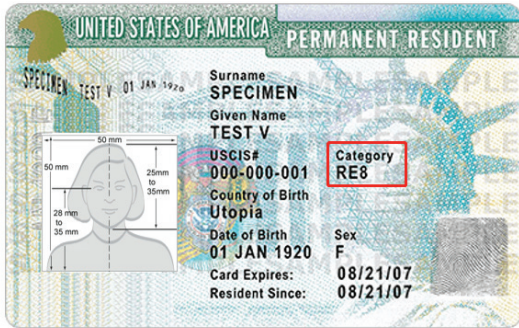 UNITED STATES OF AMERICA
PERMANENT RESIDENT
SPECIMEN TEST V 01 JAN 1920
Surname
SPECIMEN
Given Name
TEST V
USCIS#
000-000-001
Category
RE8
Country of Birth
Utopia
Date of Birth
01 JAN 1920
Sex
F
Card Expires:
08/21/07
Resident Since:
08/21/07
50 mm
50 mm
25mm
to
35mm
28 mm
to
35 mm